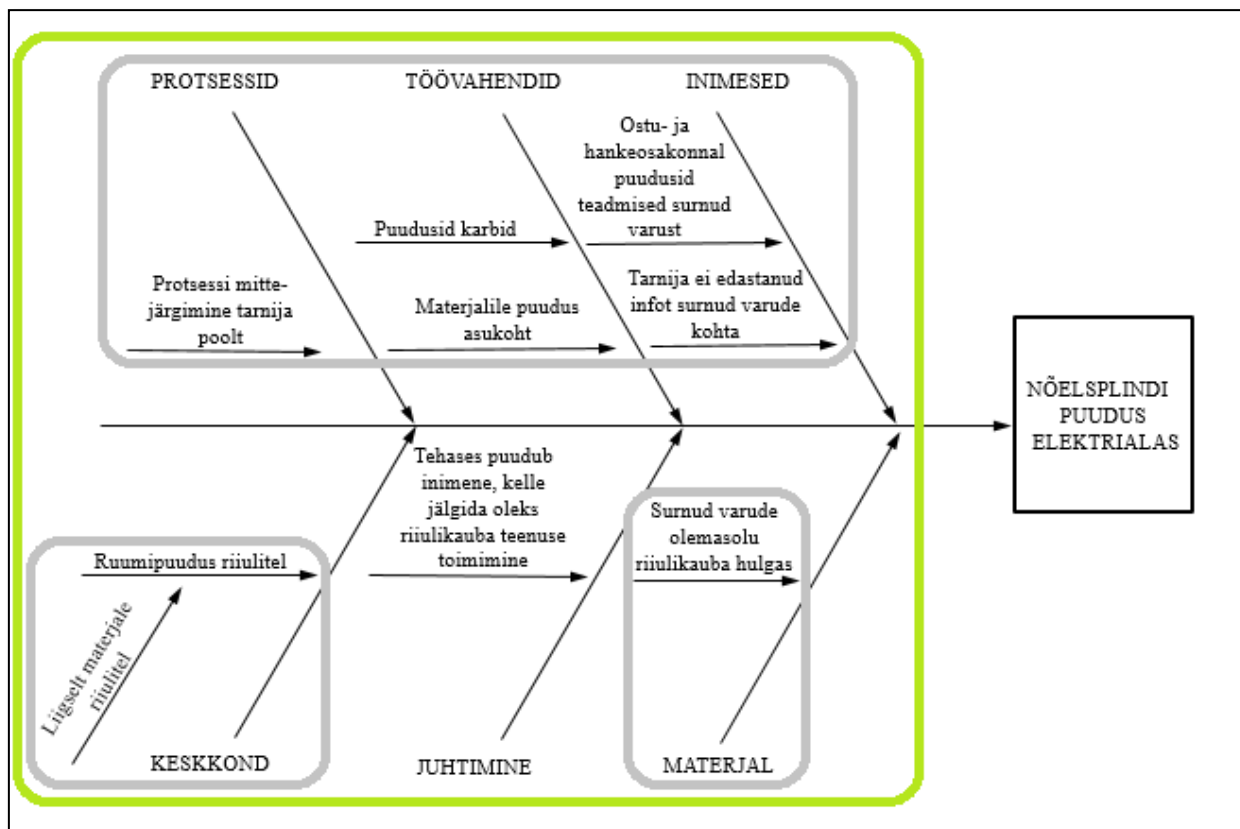 PROTSESSID
TÖÖVAHENDID
INIMESED
Ostu- ja
hankeosakonnal
puudusid
teadmised surnud
varust
Puudusid karbid
Protsessi mitte-
järgimine tarnija
poolt
Materjalile puudus
asukoht
Tarnija ei edastanud
infot surnud varude
kohta
NÕELSPLINDI
PUUDUS
ELEKTRIALAS
Tehases puudub
inimene, kelle
jälgida oleks
riiulikauba teenuse
toimimine
Surnud varude
olemasolu
riiulikauba hulgas
Ruumipuudus riiulitel
Liigselt materjale
riiulitel
KESKKOND
JUHTIMINE
MATERJAL